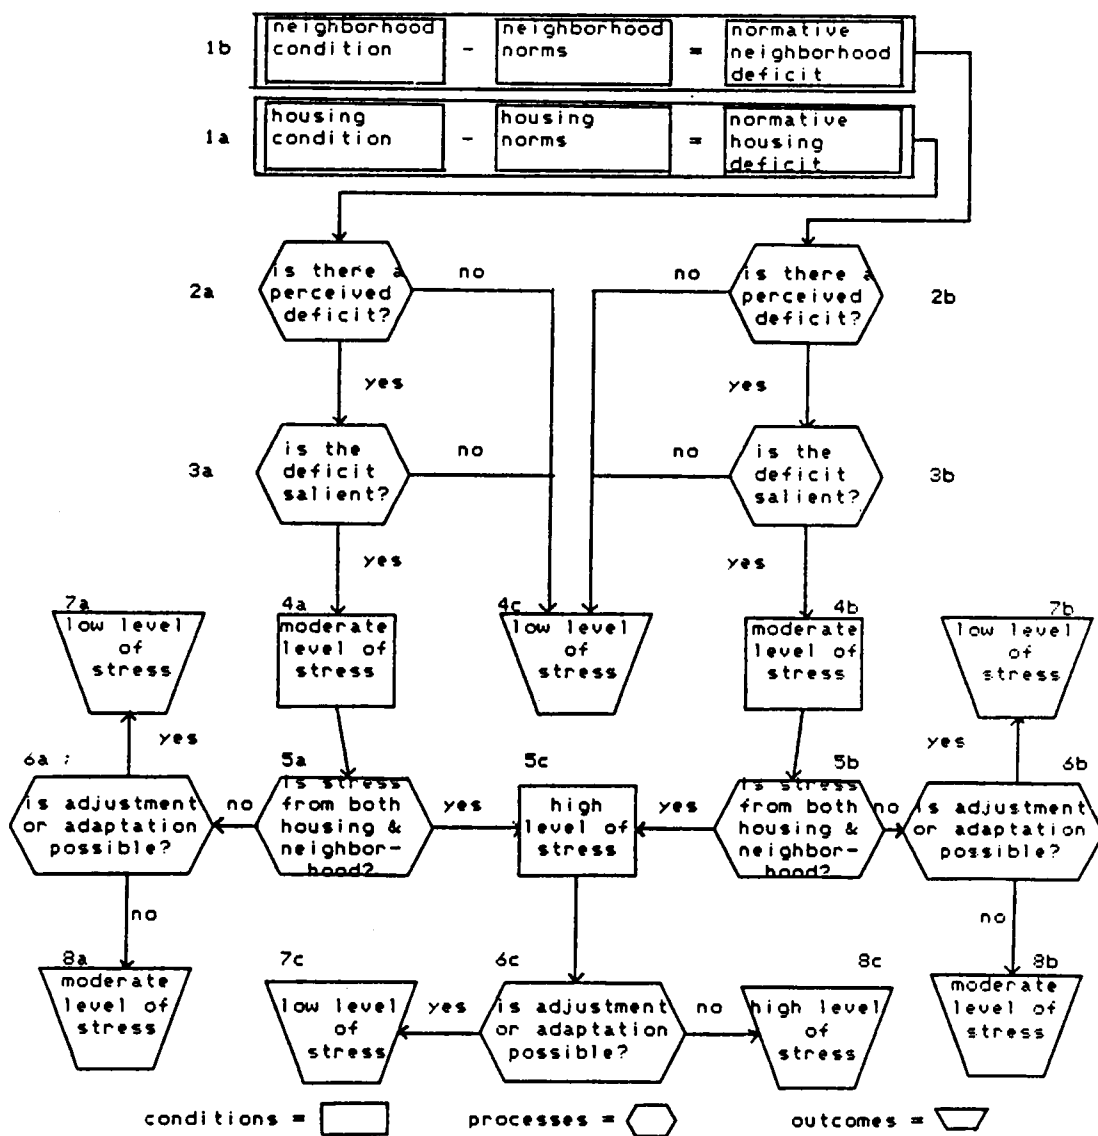 1b
neighborhood condition - neighborhood norms = normative neighborhood deficit
1a
housing condition - housing norms = normative housing deficit
2a
is there a
perceived
deficit?
no
no
is there a
perceived
deficit?
2b
yes
yes
3a
is the
deficit
salient?
no
no
is the
deficit
salient?
3b
yes
yes
7a
low level
of
stress
4a
moderate
level of
stress
4c
low level
of
stress
4b
moderate
level of
stress
7b
low level
of
stress
yes
yes
6a :
is adjustment
or adaptation
possible?
no
5a
is stress
from both
housing &
neighbor-
hood?
yes
5c
high
level of
stress
yes
5b
is stress
from both
housing &
neighbor-
hood?
no
6b
is adjustment
or adaptation
possible?
no
no
8a
moderate
level of
stress
7c
low level
of
stress
yes
6c
is adjustment
or adaptation
possible?
no
8c
high level
of
stress
8b
moderate
level of
stress
conditions =
processes =
outcomes =